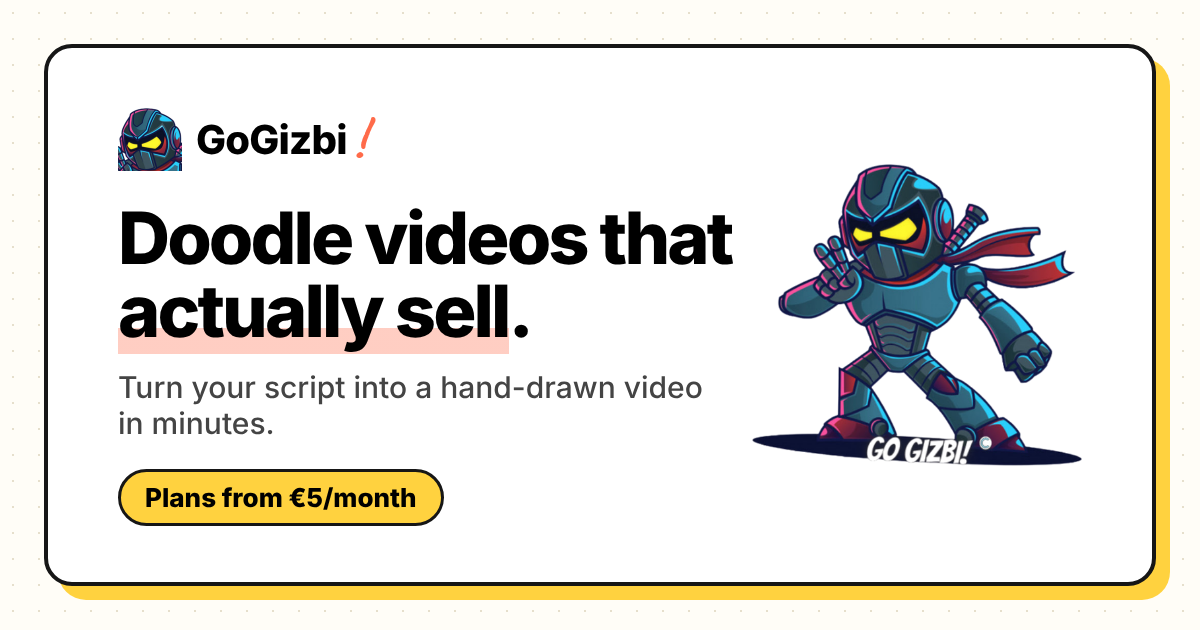 GoGizbi!
Doodle videos that
actually sell.
Turn your script into a hand-drawn video
in minutes.
Plans from €5/month
GO GIZBI!